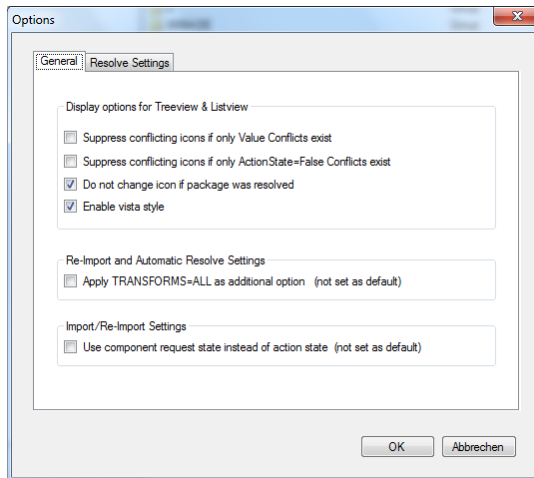 Options
General
Resolve Settings
Display options for Treeview & Listview
Suppress conflicting icons if only Value Conflicts exist
Suppress conflicting icons if only ActionState=False Conflicts exist
Do not change icon if package was resolved
Enable vista style
Re-Import and Automatic Resolve Settings
Apply TRANSFORMS=ALL as additional option (not set as default)
Import/Re-Import Settings
Use component request state instead of action state (not set as default)
OK
Abbrechen